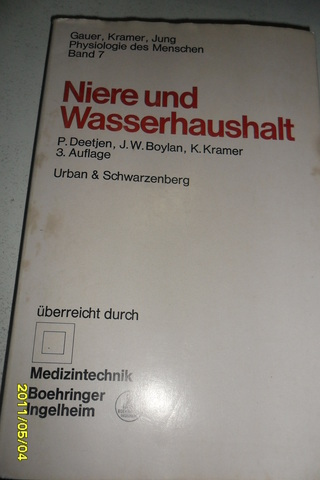 Gauer, Kramer, Jung
Physiologie des Menschen
Band 7
Niere und
Wasserhaushalt
P. Deetjen, J. W. Boylan, K. Kramer
3. Auflage
Urban & Schwarzenberg
überreicht durch
Medizintechnik
Boehringer
Ingelheim
2011/05/04